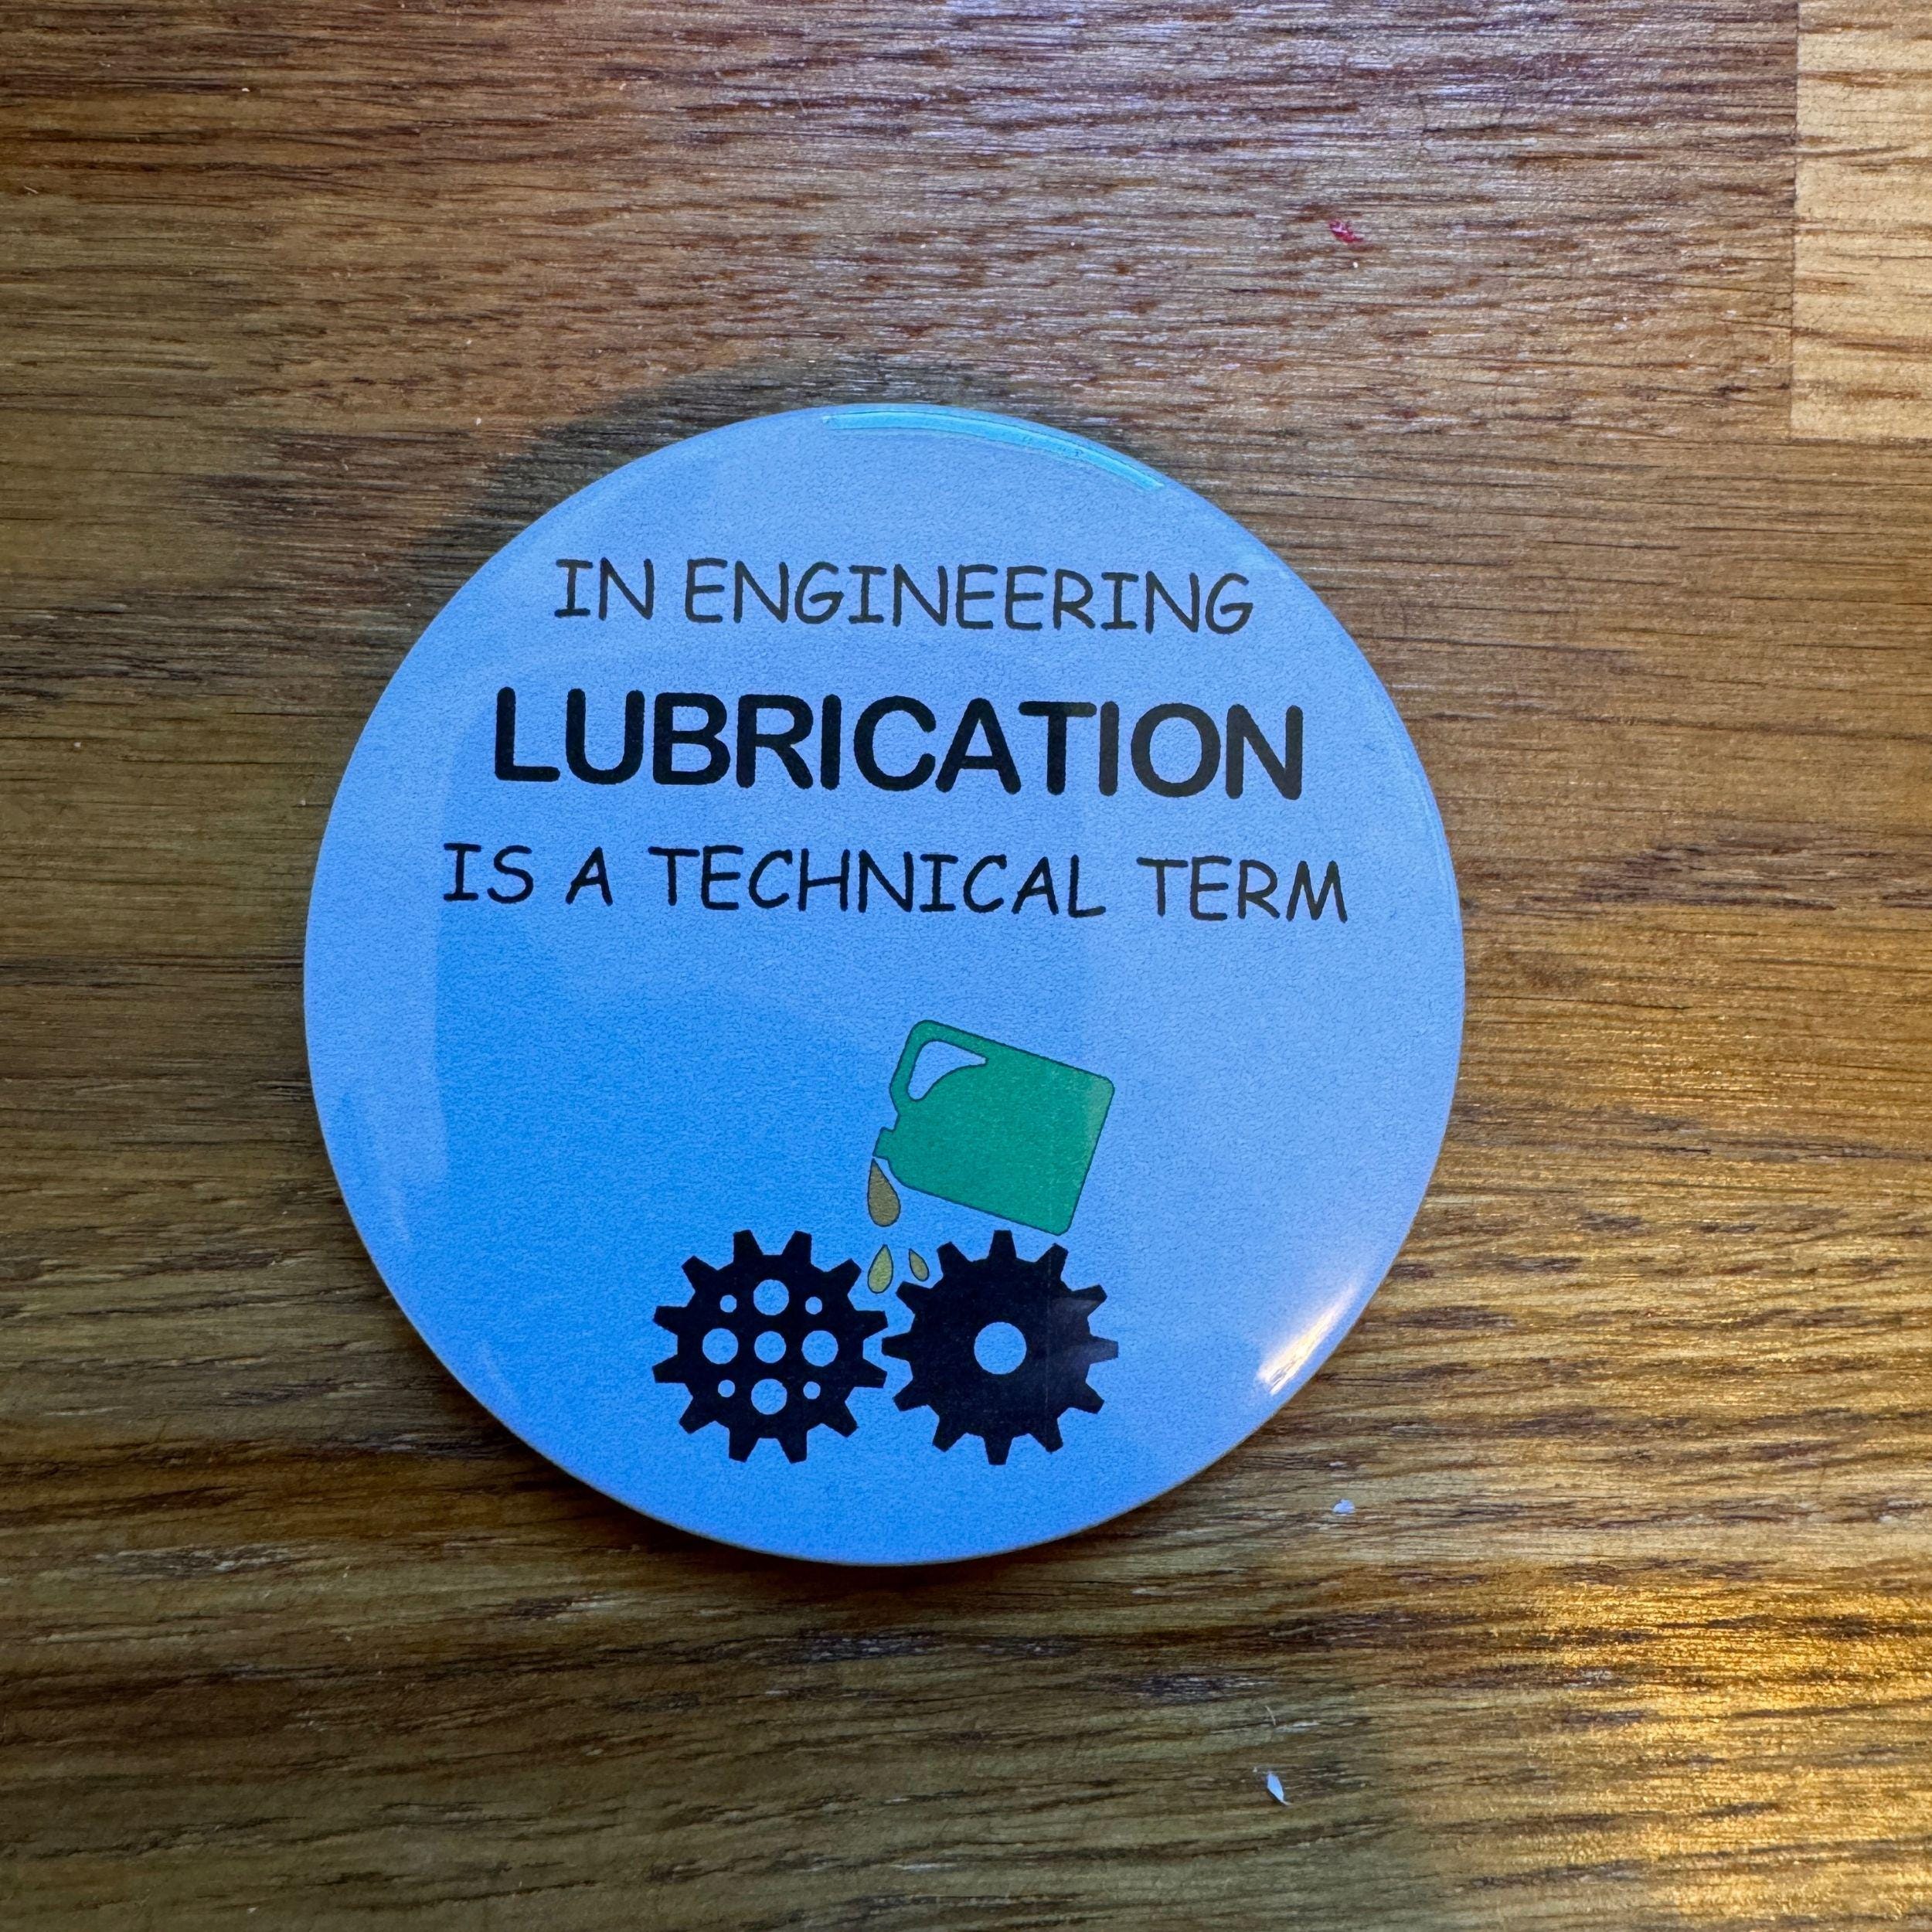 IN ENGINEERING
LUBRICATION
IS A TECHNICAL TERM